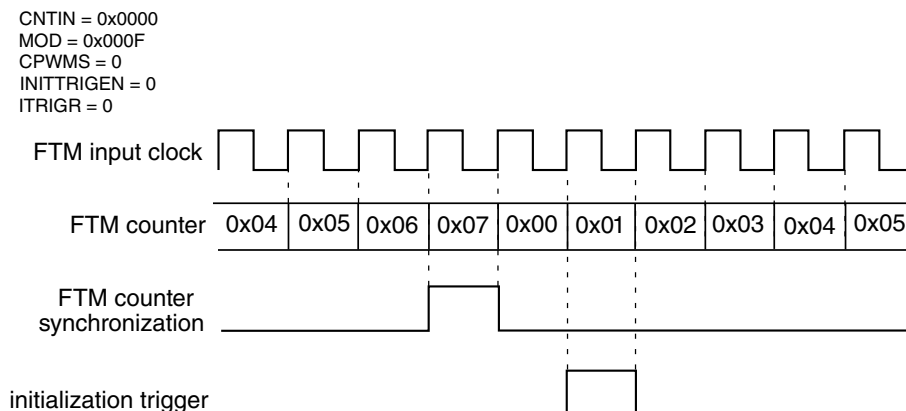 CNTIN = 0x0000
MOD = 0x000F
CPWMS = 0
INITTRIGEN = 0
ITRIGR = 0
FTM input clock
FTM counter 0x04 0x05 0x06 0x07 0x00 0x01 0x02 0x03 0x04 0x05
FTM counter
synchronization
initialization trigger